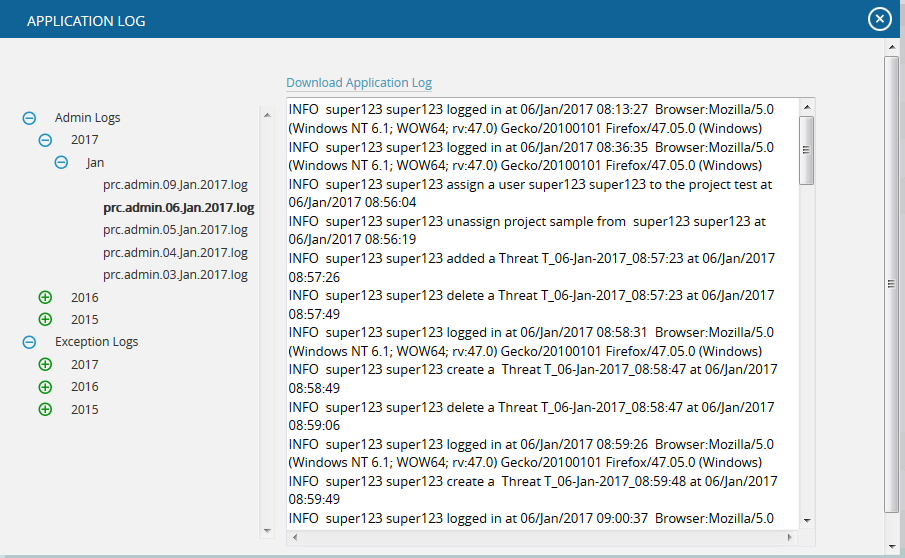 APPLICATION LOG
Download Application Log
Admin Logs
2017
Jan
prc.admin.09.Jan.2017.log
prc.admin.06.Jan.2017.log
prc.admin.05.Jan.2017.log
prc.admin.04.Jan.2017.log
prc.admin.03.Jan.2017.log
2016
2015
Exception Logs
2017
2016
2015
INFO  super123 super123 logged in at 06/Jan/2017 08:13:27  Browser:Mozilla/5.0
(Windows NT 6.1; WOW64; rv:47.0) Gecko/20100101 Firefox/47.05.0 (Windows)
INFO  super123 super123 logged in at 06/Jan/2017 08:36:35  Browser:Mozilla/5.0
(Windows NT 6.1; WOW64; rv:47.0) Gecko/20100101 Firefox/47.05.0 (Windows)
INFO  super123 super123 assign a user super123 super123 to the project test at
06/Jan/2017 08:56:04
INFO  super123 super123 unassign project sample from  super123 super123 at
06/Jan/2017 08:56:19
INFO  super123 super123 added a Threat T_06-Jan-2017_08:57:23 at 06/Jan/2017
08:57:26
INFO  super123 super123 delete a Threat T_06-Jan-2017_08:57:23 at 06/Jan/2017
08:57:49
INFO  super123 super123 logged in at 06/Jan/2017 08:58:31  Browser:Mozilla/5.0
(Windows NT 6.1; WOW64; rv:47.0) Gecko/20100101 Firefox/47.05.0 (Windows)
INFO  super123 super123 create a  Threat T_06-Jan-2017_08:58:47 at 06/Jan/2017
08:58:49
INFO  super123 super123 delete a Threat T_06-Jan-2017_08:58:47 at 06/Jan/2017
08:59:06
INFO  super123 super123 logged in at 06/Jan/2017 08:59:26  Browser:Mozilla/5.0
(Windows NT 6.1; WOW64; rv:47.0) Gecko/20100101 Firefox/47.05.0 (Windows)
INFO  super123 super123 create a  Threat T_06-Jan-2017_08:59:48 at 06/Jan/2017
08:59:49
INFO  super123 super123 logged in at 06/Jan/2017 09:00:37  Browser:Mozilla/5.0